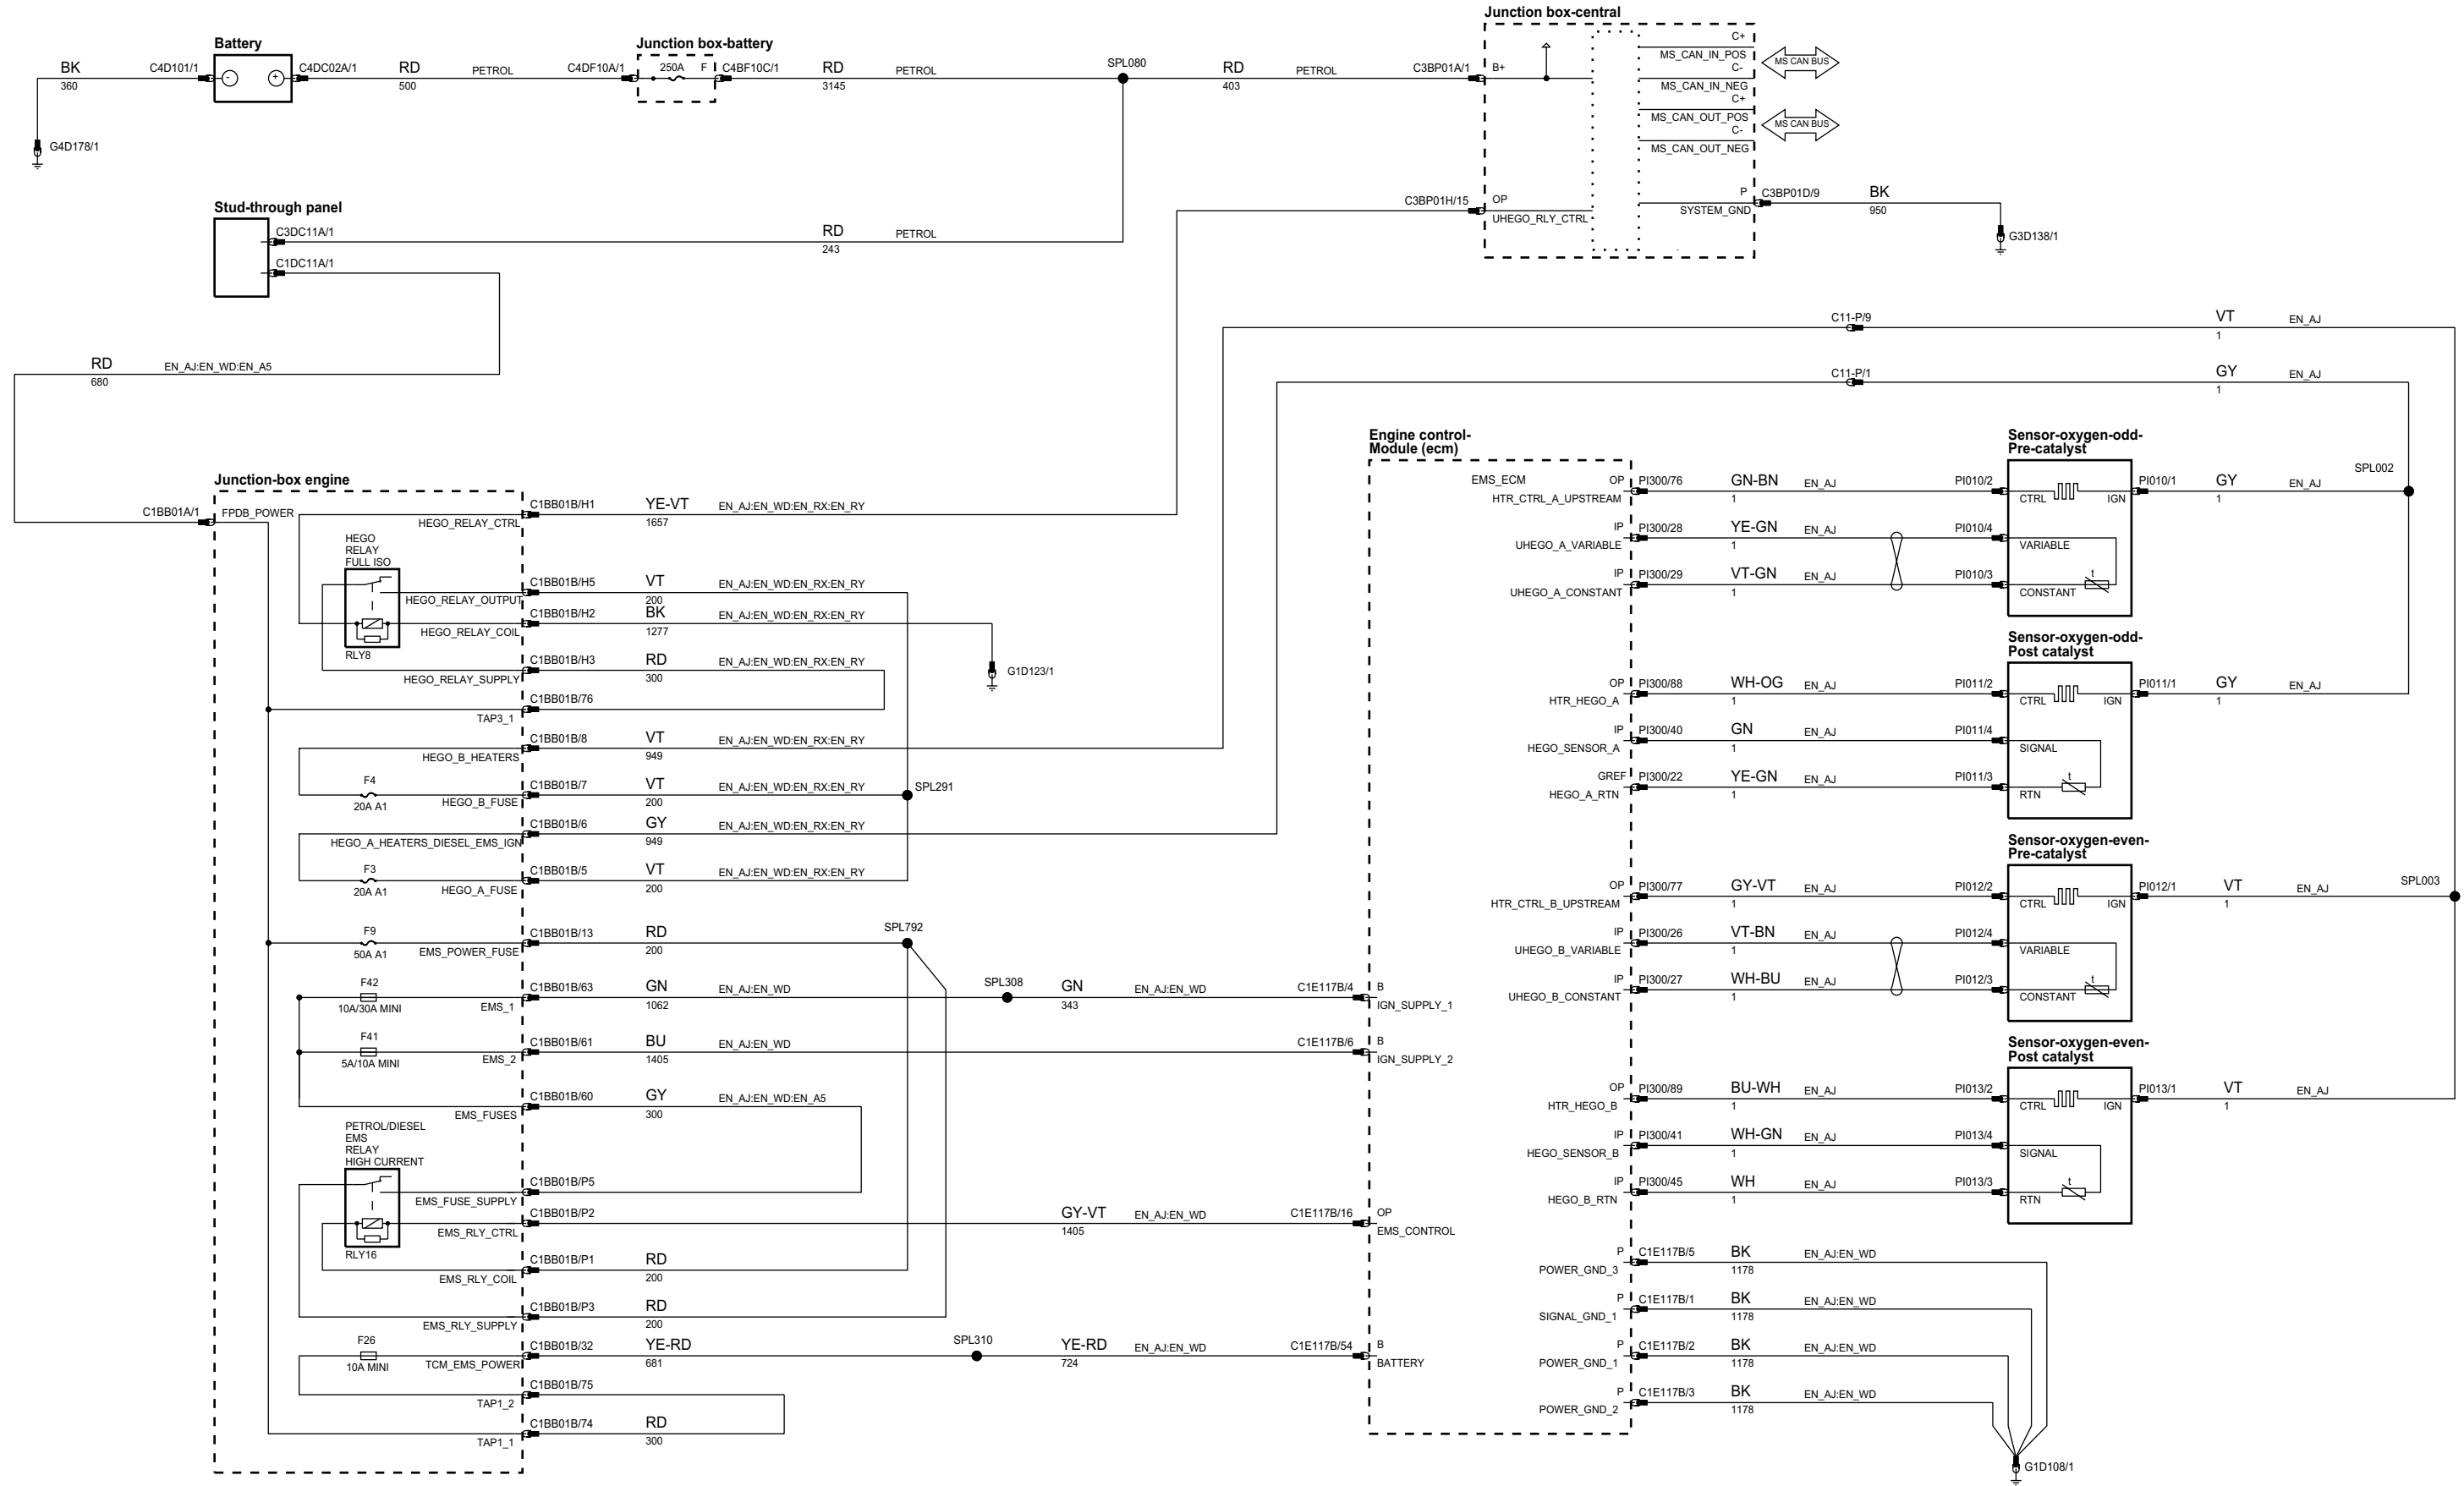 Junction box-central
Battery
Junction box-battery
BK
360
C4D101/1
-
+
C4DC02A/1
RD
500
PETROL
C4DF10A/1
250A
F
C4BF10C/1
RD
3145
PETROL
SPL080
RD
403
PETROL
C3BP01A/1
B+
C+
MS_CAN_IN_POS
C-
MS_CAN_IN_NEG
MS CAN BUS
C+
MS_CAN_OUT_POS
C-
MS_CAN_OUT_NEG
MS CAN BUS
G4D178/1
C3BP01H/15
OP
UHEGO_RLY_CTRL
P
SYSTEM_GND
C3BP01D/9
BK
950
G3D138/1
Stud-through panel
C3DC11A/1
RD
243
PETROL
C1DC11A/1
C11-P/9
VT
1
EN_AJ
RD
680
EN_AJ:EN_WD:EN_A5
C11-P/1
GY
1
EN_AJ
Junction-box engine
C1BB01A/1
FPDB_POWER
HEGO_RELAY_CTRL
C1BB01B/H1
YE-VT
1657
EN_AJ:EN_WD:EN_RX:EN_RY
HEGO
RELAY
FULL ISO
RLY8
HEGO_RELAY_OUTPUT
C1BB01B/H5
VT
200
EN_AJ:EN_WD:EN_RX:EN_RY
HEGO_RELAY_COIL
C1BB01B/H2
BK
1277
EN_AJ:EN_WD:EN_RX:EN_RY
G1D123/1
HEGO_RELAY_SUPPLY
C1BB01B/H3
RD
300
EN_AJ:EN_WD:EN_RX:EN_RY
TAP3_1
C1BB01B/76
HEGO_B_HEATERS
C1BB01B/8
VT
949
EN_AJ:EN_WD:EN_RX:EN_RY
F4
20A A1
HEGO_B_FUSE
C1BB01B/7
VT
200
EN_AJ:EN_WD:EN_RX:EN_RY
SPL291
HEGO_A_HEATERS_DIESEL_EMS_IGN
C1BB01B/6
GY
949
EN_AJ:EN_WD:EN_RX:EN_RY
F3
20A A1
HEGO_A_FUSE
C1BB01B/5
VT
200
EN_AJ:EN_WD:EN_RX:EN_RY
F9
50A A1
EMS_POWER_FUSE
C1BB01B/13
RD
200
SPL792
F42
10A/30A MINI
EMS_1
C1BB01B/63
GN
1062
EN_AJ:EN_WD
SPL308
GN
343
EN_AJ:EN_WD
C1E117B/4
B
IGN_SUPPLY_1
F41
5A/10A MINI
EMS_2
C1BB01B/61
BU
1405
EN_AJ:EN_WD
C1E117B/6
B
IGN_SUPPLY_2
EMS_FUSES
C1BB01B/60
GY
300
EN_AJ:EN_WD:EN_A5
PETROL/DIESEL
EMS
RELAY
HIGH CURRENT
RLY16
EMS_FUSE_SUPPLY
C1BB01B/P5
EMS_RLY_CTRL
C1BB01B/P2
GY-VT
1405
EN_AJ:EN_WD
C1E117B/16
OP
EMS_CONTROL
EMS_RLY_COIL
C1BB01B/P1
RD
200
EMS_RLY_SUPPLY
C1BB01B/P3
RD
200
F26
10A MINI
TCM_EMS_POWER
C1BB01B/32
YE-RD
681
SPL310
YE-RD
724
EN_AJ:EN_WD
C1E117B/54
B
BATTERY
TAP1_2
C1BB01B/75
TAP1_1
C1BB01B/74
RD
300
Engine control-
Module (ecm)
EMS_ECM
OP
HTR_CTRL_A_UPSTREAM
PI300/76
GN-BN
1
EN_AJ
PI010/2
IP
UHEGO_A_VARIABLE
PI300/28
YE-GN
1
EN_AJ
PI010/4
IP
UHEGO_A_CONSTANT
PI300/29
VT-GN
1
EN_AJ
PI010/3
Sensor-oxygen-odd-
Pre-catalyst
CTRL
IGN
VARIABLE
t
CONSTANT
PI010/1
GY
1
EN_AJ
SPL002
OP
HTR_HEGO_A
PI300/88
WH-OG
1
EN_AJ
PI011/2
IP
HEGO_SENSOR_A
PI300/40
GN
1
EN_AJ
PI011/4
GREF
HEGO_A_RTN
PI300/22
YE-GN
1
EN_AJ
PI011/3
Sensor-oxygen-odd-
Post catalyst
CTRL
IGN
SIGNAL
t
RTN
PI011/1
GY
1
EN_AJ
OP
HTR_CTRL_B_UPSTREAM
PI300/77
GY-VT
1
EN_AJ
PI012/2
IP
UHEGO_B_VARIABLE
PI300/26
VT-BN
1
EN_AJ
PI012/4
IP
UHEGO_B_CONSTANT
PI300/27
WH-BU
1
EN_AJ
PI012/3
Sensor-oxygen-even-
Pre-catalyst
CTRL
IGN
VARIABLE
t
CONSTANT
PI012/1
VT
1
EN_AJ
SPL003
OP
HTR_HEGO_B
PI300/89
BU-WH
1
EN_AJ
PI013/2
IP
HEGO_SENSOR_B
PI300/41
WH-GN
1
EN_AJ
PI013/4
IP
HEGO_B_RTN
PI300/45
WH
1
EN_AJ
PI013/3
Sensor-oxygen-even-
Post catalyst
CTRL
IGN
SIGNAL
t
RTN
PI013/1
VT
1
EN_AJ
P
POWER_GND_3
C1E117B/5
BK
1178
EN_AJ:EN_WD
P
SIGNAL_GND_1
C1E117B/1
BK
1178
EN_AJ:EN_WD
P
POWER_GND_1
C1E117B/2
BK
1178
EN_AJ:EN_WD
P
POWER_GND_2
C1E117B/3
BK
1178
EN_AJ:EN_WD
G1D108/1